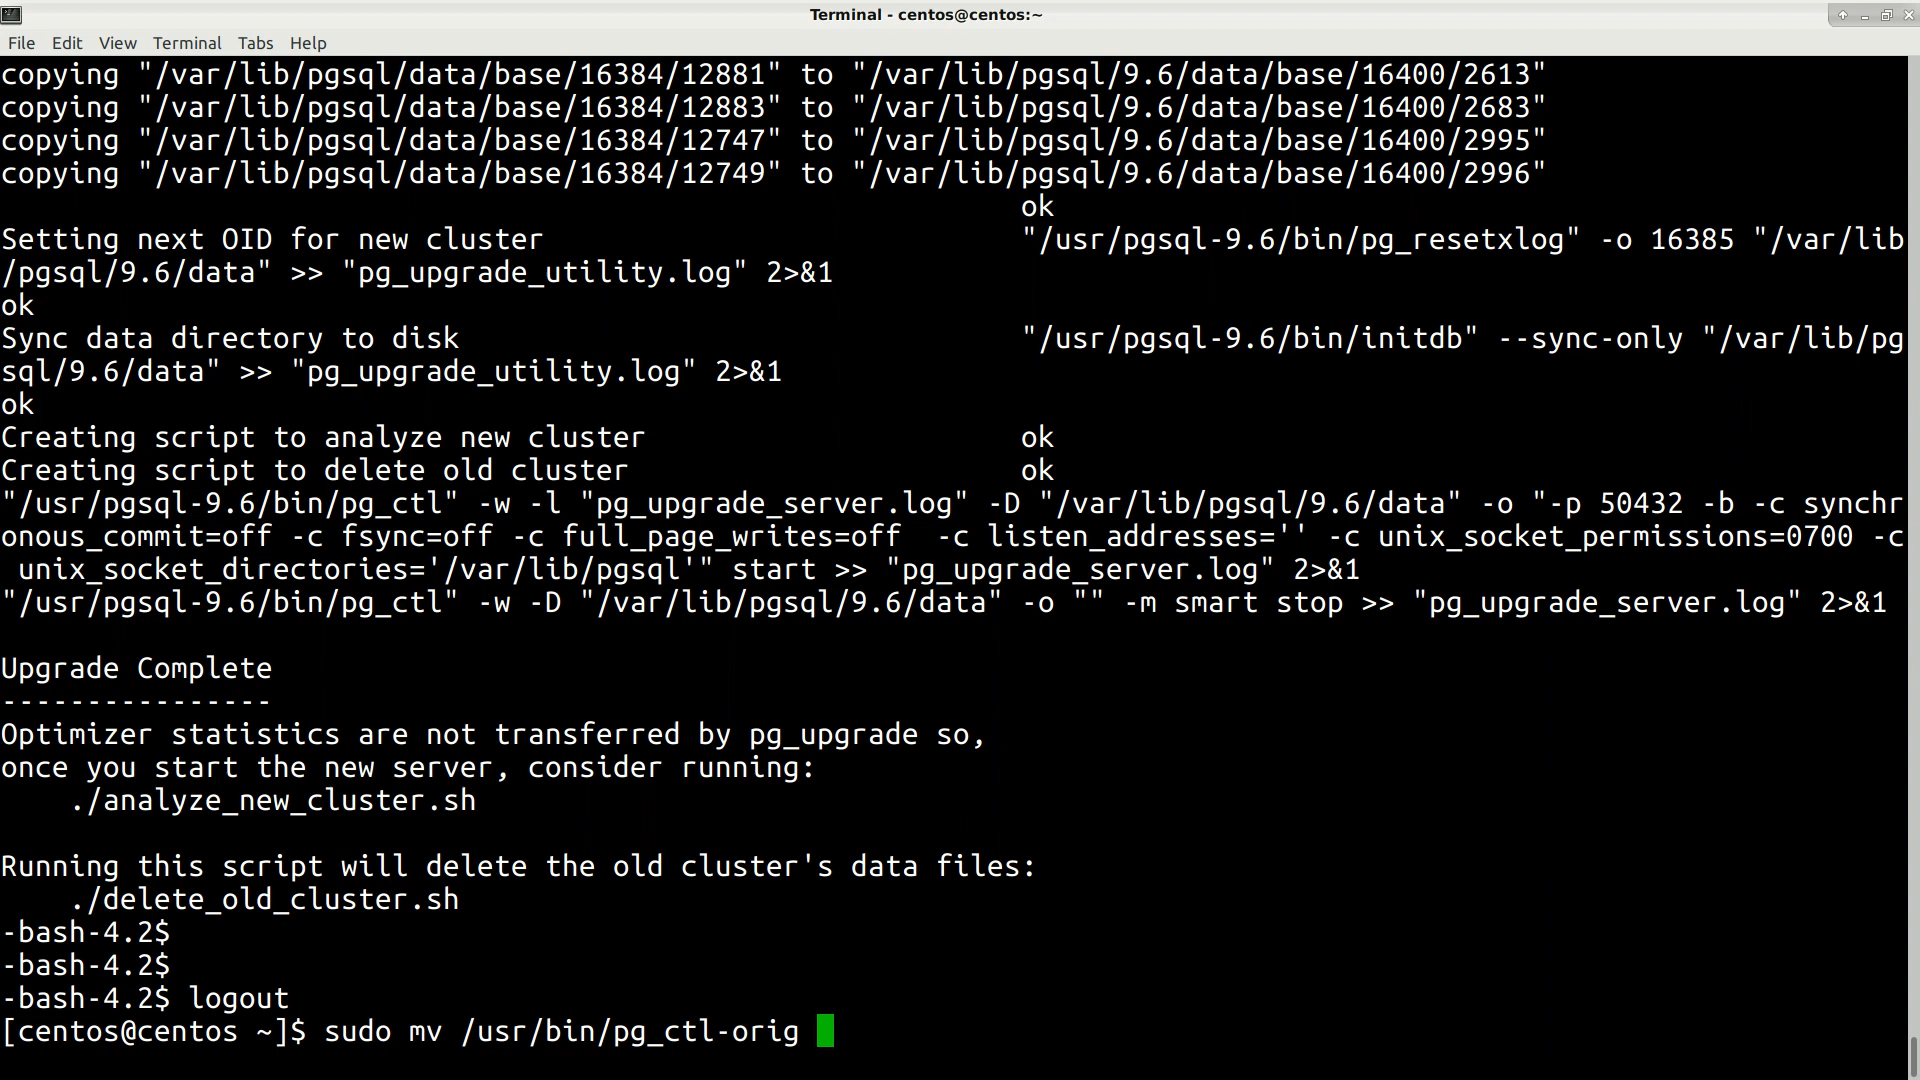 Terminal - centos@centos:~
File Edit View Terminal Tabs Help
copying "/var/lib/pgsql/data/base/16384/12881" to "/var/lib/pgsql/9.6/data/base/16400/2613"
copying "/var/lib/pgsql/data/base/16384/12883" to "/var/lib/pgsql/9.6/data/base/16400/2683"
copying "/var/lib/pgsql/data/base/16384/12747" to "/var/lib/pgsql/9.6/data/base/16400/2995"
copying "/var/lib/pgsql/data/base/16384/12749" to "/var/lib/pgsql/9.6/data/base/16400/2996"
ok
Setting next OID for new cluster "/usr/pgsql-9.6/bin/pg_resetxlog" -o 16385 "/var/lib
/pgsql/9.6/data" >> "pg_upgrade_utility.log" 2>&1
ok
Sync data directory to disk "/usr/pgsql-9.6/bin/initdb" --sync-only "/var/lib/pg
sql/9.6/data" >> "pg_upgrade_utility.log" 2>&1
ok
Creating script to analyze new cluster ok
Creating script to delete old cluster ok
"/usr/pgsql-9.6/bin/pg_ctl" -w -l "pg_upgrade_server.log" -D "/var/lib/pgsql/9.6/data" -o "-p 50432 -b -c synchr
onous_commit=off -c fsync=off -c full_page_writes=off  -c listen_addresses='' -c unix_socket_permissions=0700 -c
unix_socket_directories='/var/lib/pgsql'" start >> "pg_upgrade_server.log" 2>&1
"/usr/pgsql-9.6/bin/pg_ctl" -w -D "/var/lib/pgsql/9.6/data" -o "" -m smart stop >> "pg_upgrade_server.log" 2>&1
Upgrade Complete
----------------
Optimizer statistics are not transferred by pg_upgrade so,
once you start the new server, consider running:
./analyze_new_cluster.sh
Running this script will delete the old cluster's data files:
./delete_old_cluster.sh
-bash-4.2$
-bash-4.2$
-bash-4.2$ logout
[centos@centos ~]$ sudo mv /usr/bin/pg_ctl-orig